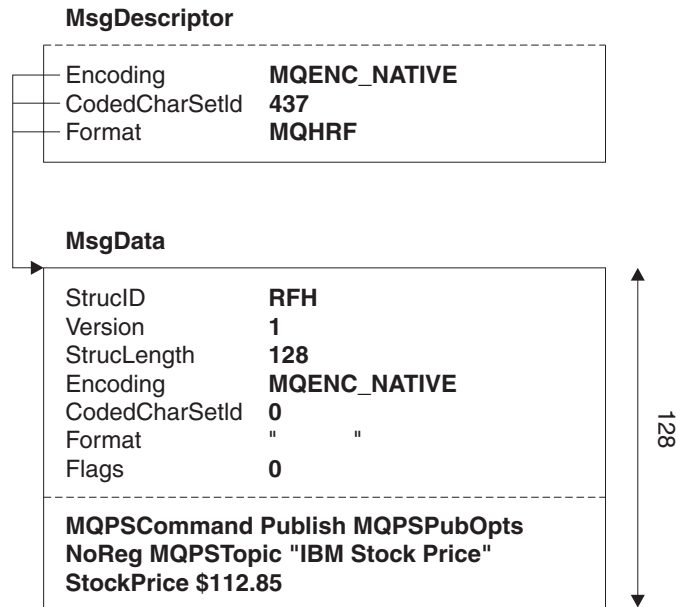 MsgDescriptor
Encoding MQENC_NATIVE
CodedCharSetId 437
Format MQHRF
MsgData
StrucID RFH
Version 1
StrucLength 128
Encoding MQENC_NATIVE
CodedCharSetId 0
Format " "
Flags 0
128
MQPSCommand Publish MQPSPubOpts
NoReg MQPSTopic "IBM Stock Price"
StockPrice $112.85